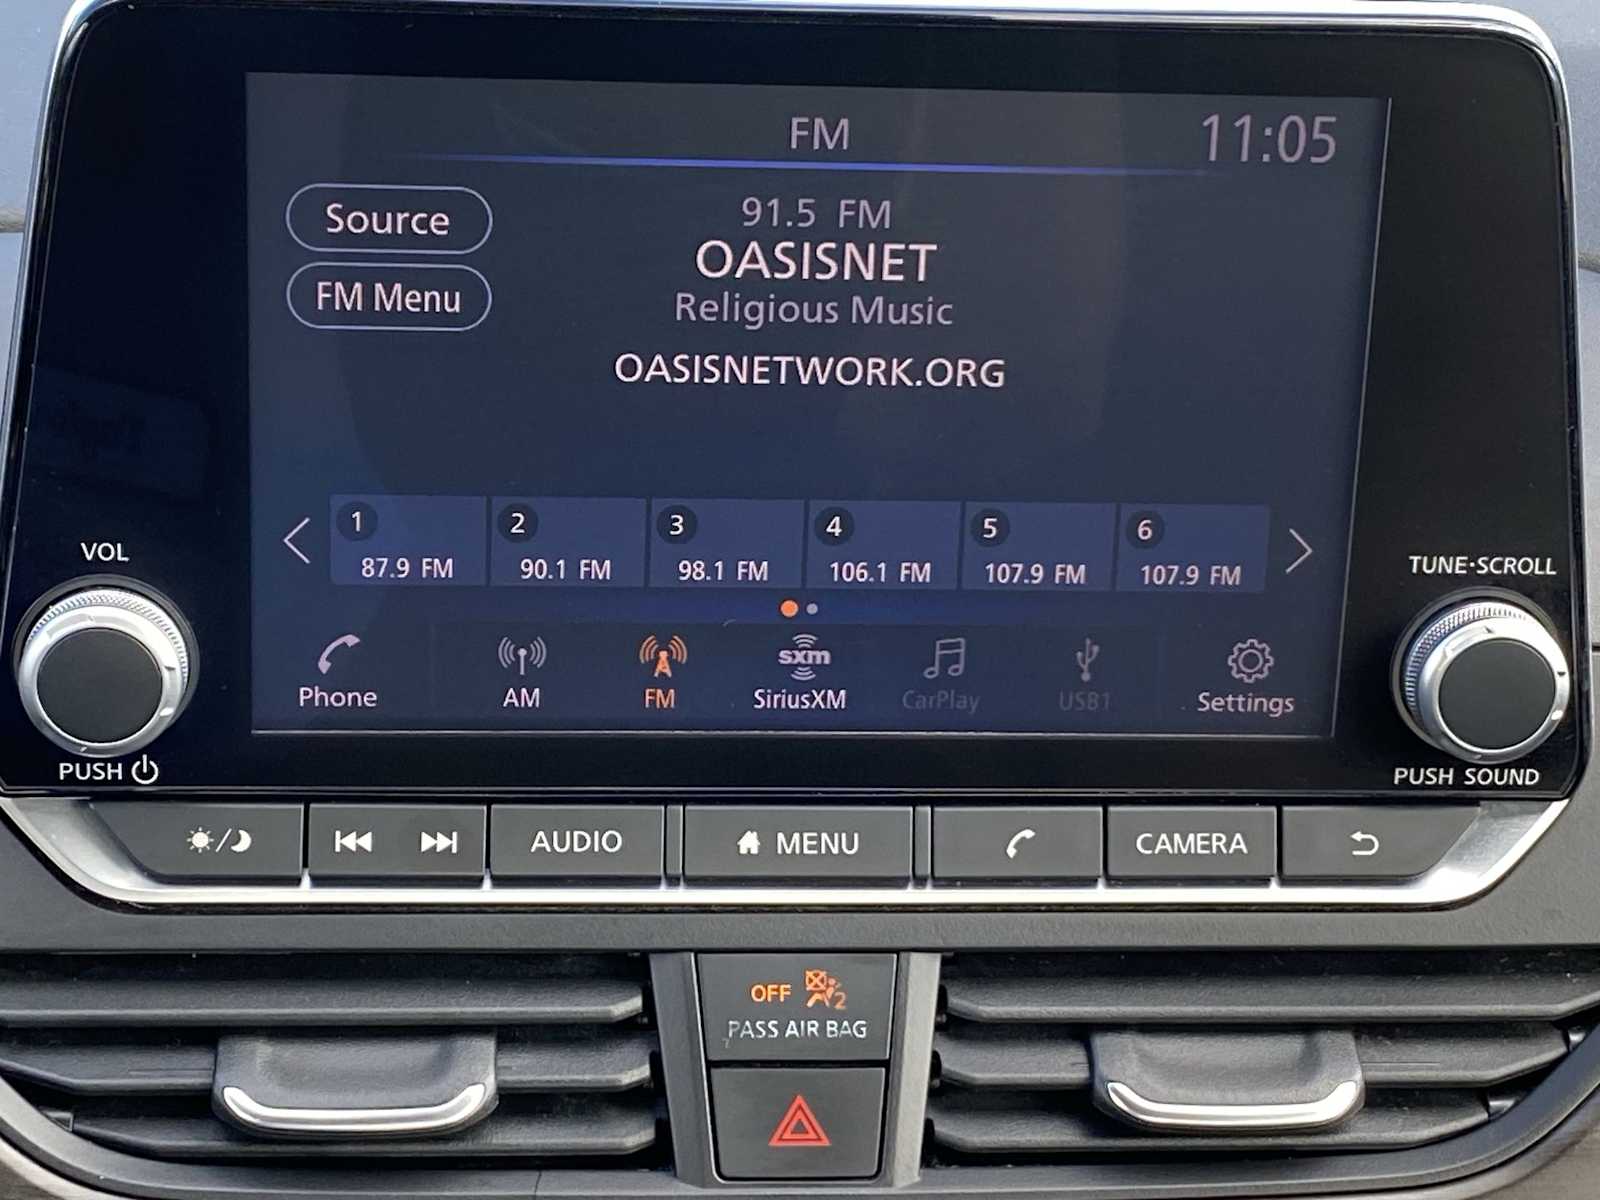 FM
11:05
Source
91.5 FM
OASISNET
FM Menu
Religious Music
OASISNETWORK.ORG
1
2
3
4
5
6
87.9 FM
90.1 FM
98.1 FM
106.1 FM
107.9 FM
107.9 FM
VOL
TUNE·SCROLL
sxm
Phone
AM
FM
SiriusXM
CarPlay
USB1
Settings
PUSH
PUSH SOUND
AUDIO
MENU
CAMERA
OFF
2
PASS AIR BAG